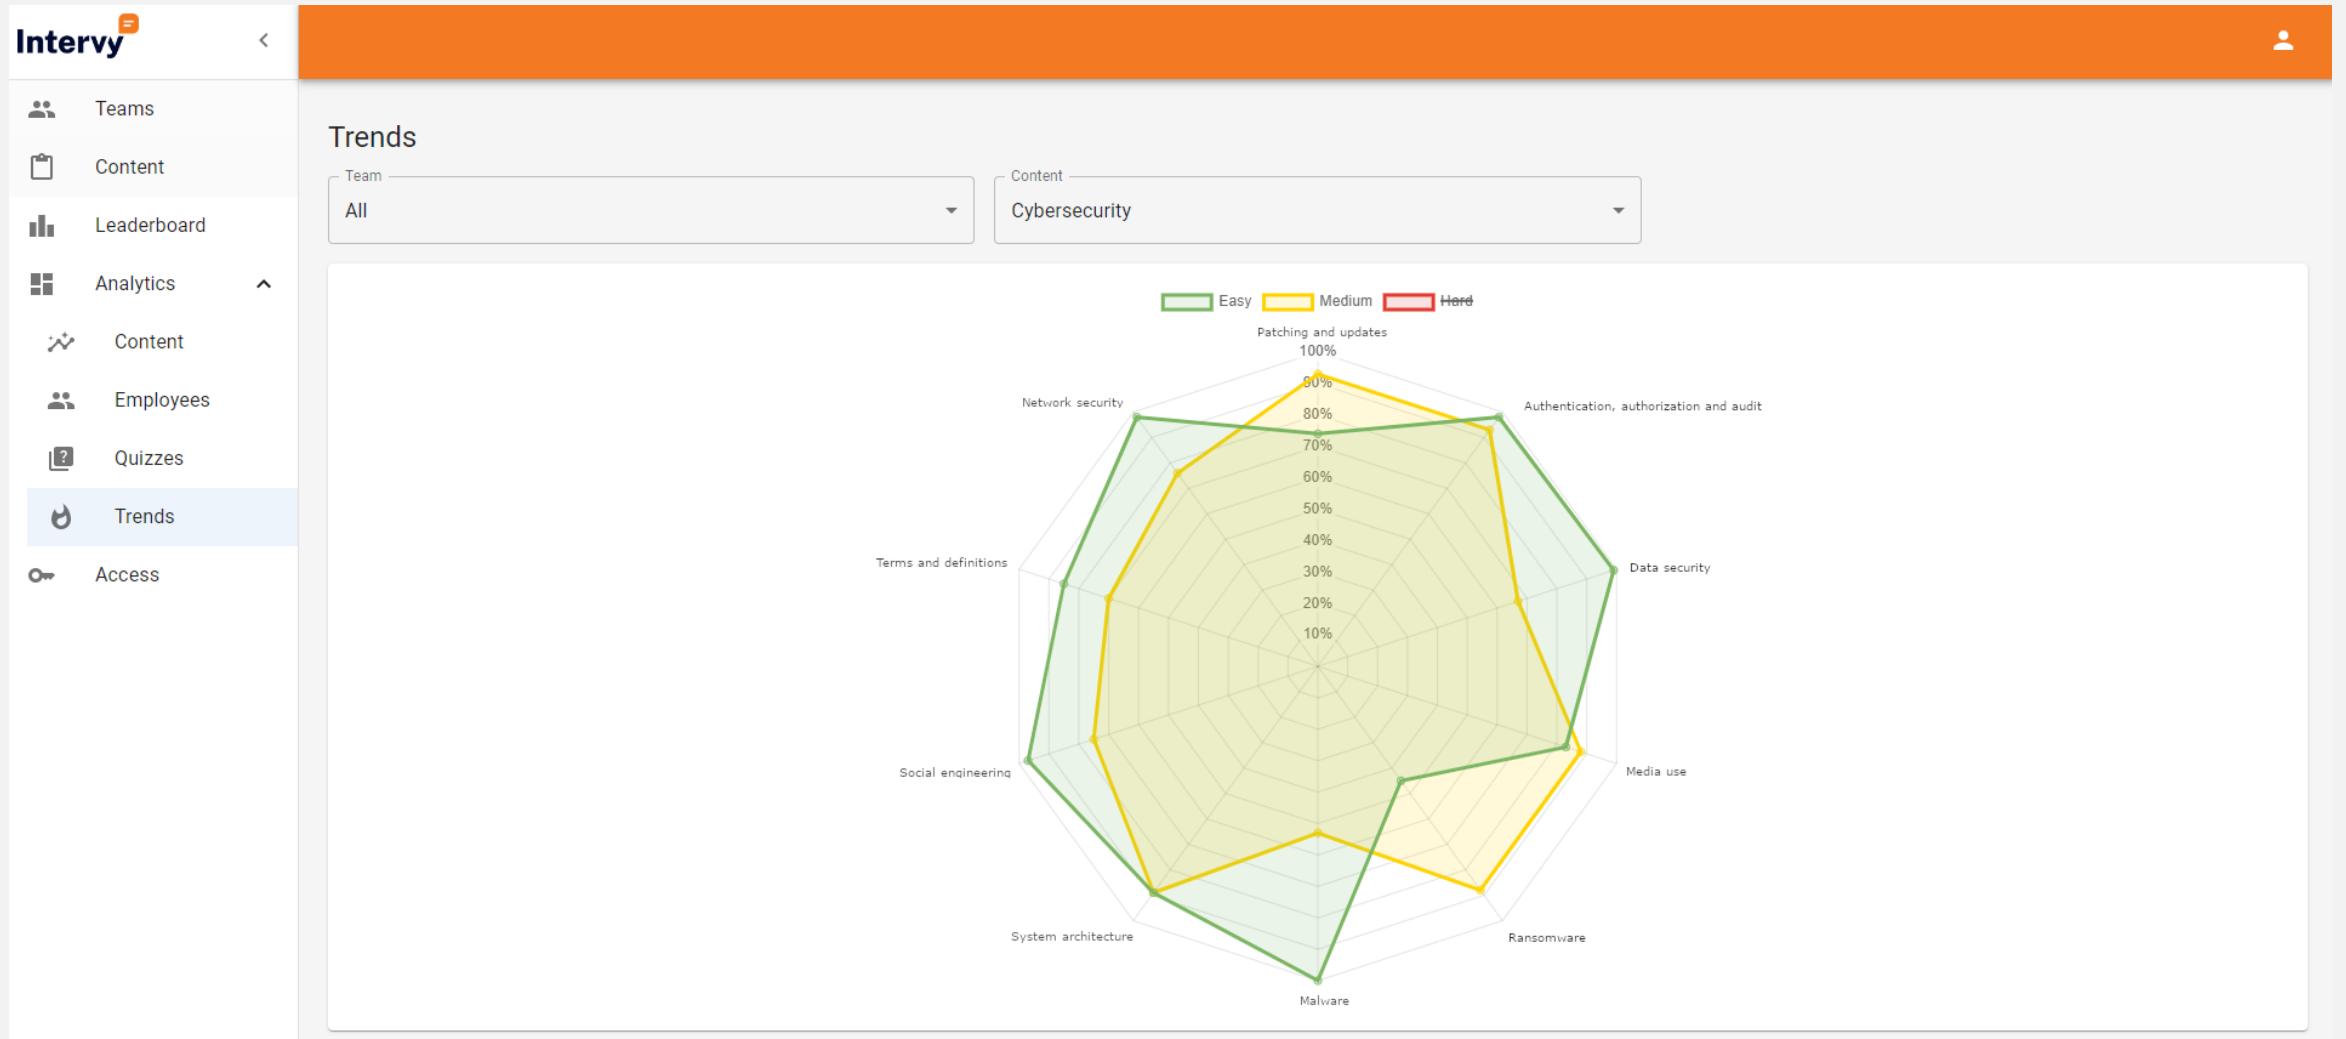 Intervy
Teams
Content
Leaderboard
Analytics
Content
Employees
Quizzes
Trends
Access
Trends
Team
All
Content
Cybersecurity
Easy Medium Hard
Patching and updates
100%
90%
80%
70%
60%
50%
40%
30%
20%
10%
Network security
Authentication, authorization and audit
Terms and definitions
Data security
Social engineering
Media use
System architecture
Ransomware
Malware